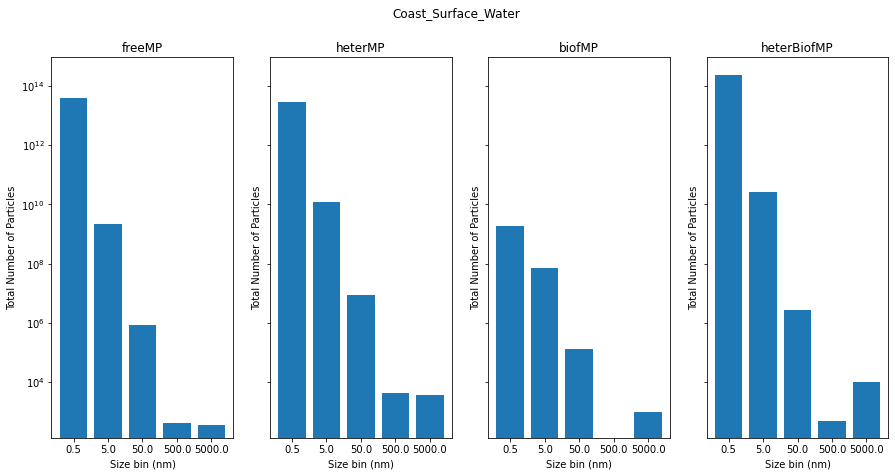 Coast_Surface_Water
freeMP
heterMP
biofMP
heterBiofMP
Total Number of Particles
10^14
10^12
10^10
10^8
10^6
10^4
0.5 5.0 50.0 500.0 5000.0
Size bin (nm)
Total Number of Particles
0.5 5.0 50.0 500.0 5000.0
Size bin (nm)
Total Number of Particles
0.5 5.0 50.0 500.0 5000.0
Size bin (nm)
Total Number of Particles
0.5 5.0 50.0 500.0 5000.0
Size bin (nm)